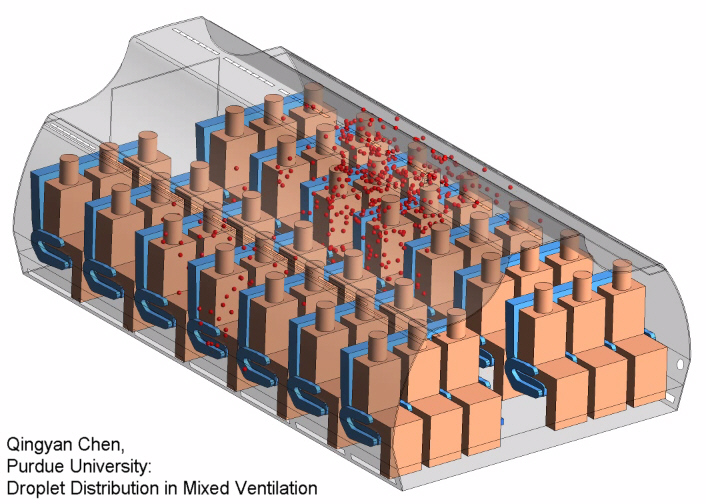 Qingyan Chen,
Purdue University:
Droplet Distribution in Mixed Ventilation